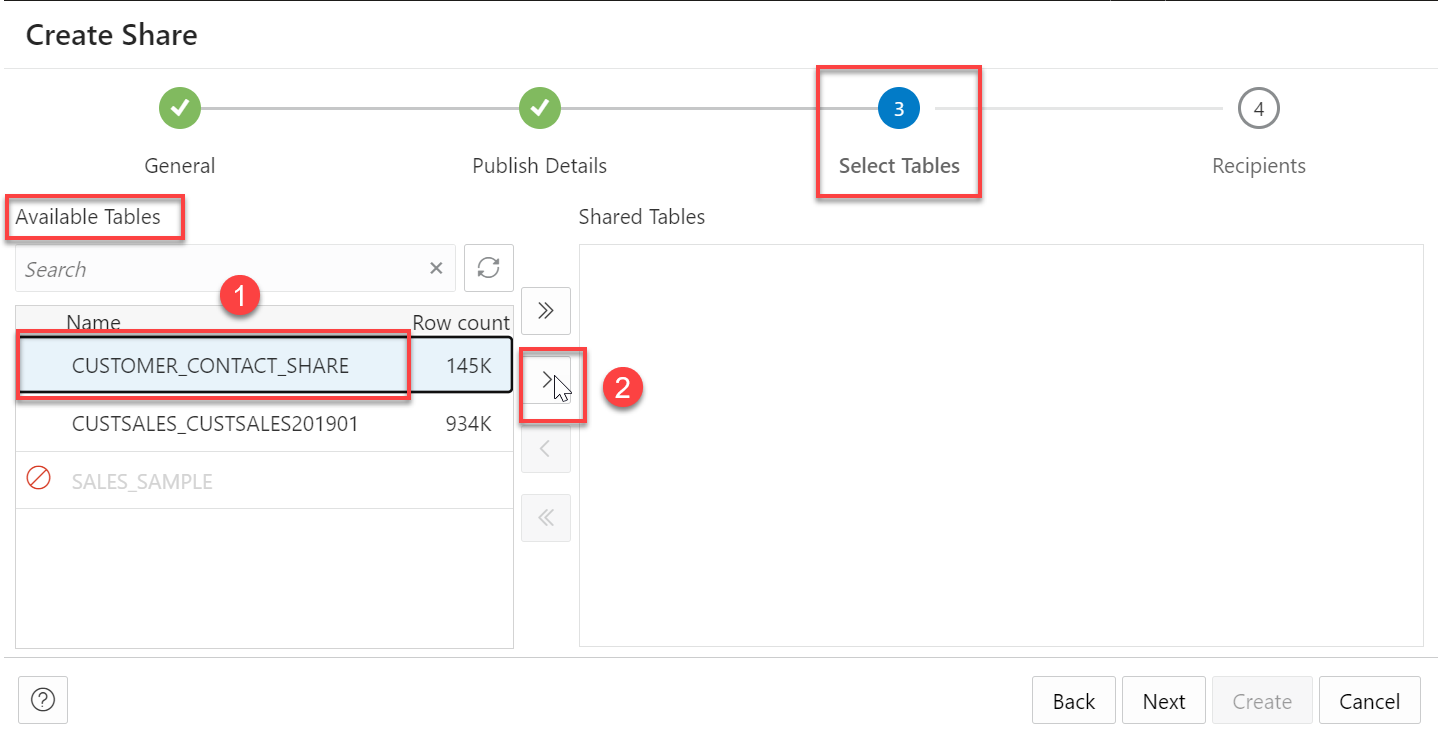 Create Share
3
4
General
Publish Details
Select Tables
Recipients
Available Tables
Shared Tables
Search
1
Name
Row count
CUSTOMER_CONTACT_SHARE
145K
2
CUSTSALES_CUSTSALES201901
934K
SALES_SAMPLE
?
Back
Next
Create
Cancel